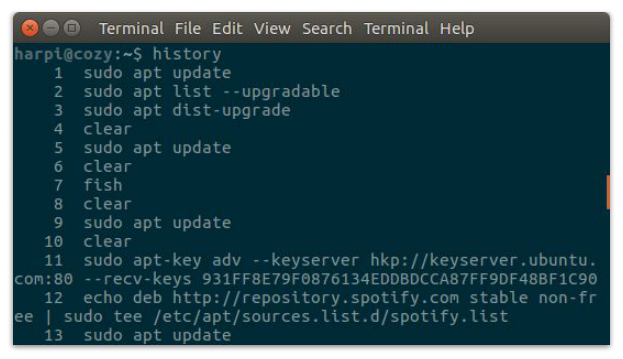 Terminal File Edit View Search Terminal Help
harpi@cozy:~$ history
1 sudo apt update
2 sudo apt list --upgradable
3 sudo apt dist-upgrade
4 clear
5 sudo apt update
6 clear
7 fish
8 clear
9 sudo apt update
10 clear
11 sudo apt-key adv --keyserver hkp://keyserver.ubuntu.
com:80 --recv-keys 931FF8E79F0876134EDDBDCCA87FF9DF48BF1C90
12 echo deb http://repository.spotify.com stable non-fr
ee | sudo tee /etc/apt/sources.list.d/spotify.list
13 sudo apt update